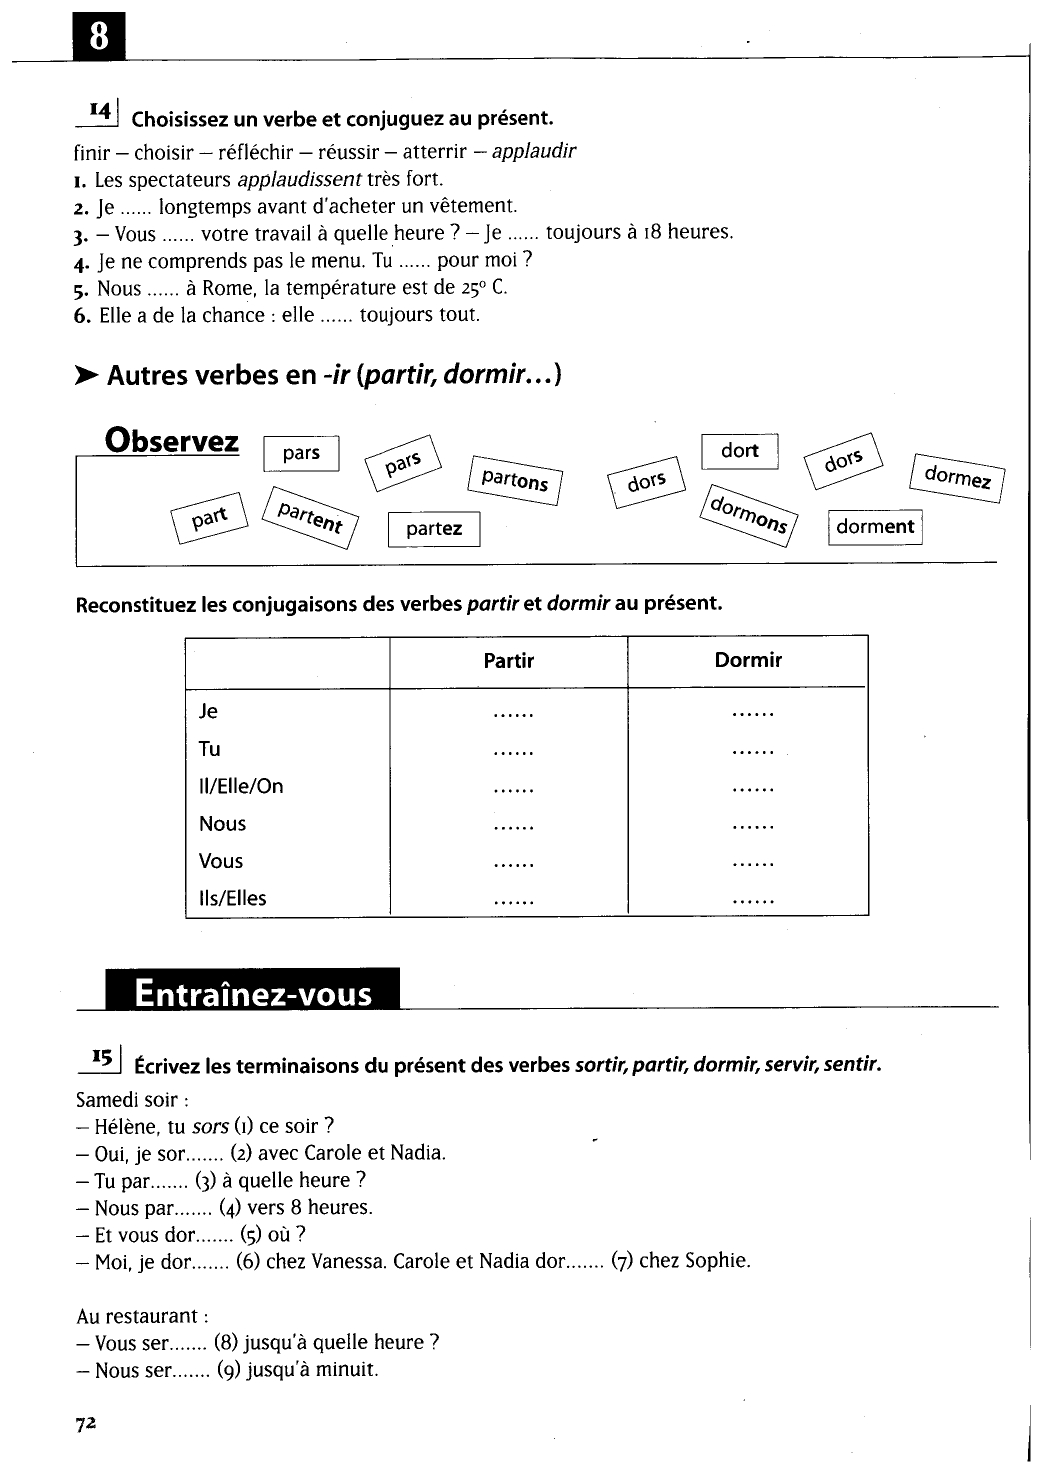 8
14 Choisissez un verbe et conjuguez au présent.
finir – choisir – réfléchir – réussir – atterrir – applaudir
1. Les spectateurs applaudissent très fort.
2. Je ...... longtemps avant d'acheter un vêtement.
3. – Vous ...... votre travail à quelle heure ? – Je ...... toujours à 18 heures.
4. Je ne comprends pas le menu. Tu ...... pour moi ?
5. Nous ...... à Rome, la température est de 25° C.
6. Elle a de la chance : elle ...... toujours tout.
➤ Autres verbes en -ir (partir, dormir...)
Observez
pars
pars
partons
part
partent
partez
dort
dors
dors
dormez
dormons
dorment
Reconstituez les conjugaisons des verbes partir et dormir au présent.
Partir Dormir
Je ...... ......
Tu ...... ......
Il/Elle/On ...... ......
Nous ...... ......
Vous ...... ......
Ils/Elles ...... ......
Entraînez-vous
15 Écrivez les terminaisons du présent des verbes sortir, partir, dormir, servir, sentir.
Samedi soir :
– Hélène, tu sors (1) ce soir ?
– Oui, je sor....... (2) avec Carole et Nadia.
– Tu par....... (3) à quelle heure ?
– Nous par....... (4) vers 8 heures.
– Et vous dor....... (5) où ?
– Moi, je dor....... (6) chez Vanessa. Carole et Nadia dor....... (7) chez Sophie.
Au restaurant :
– Vous ser....... (8) jusqu'à quelle heure ?
– Nous ser....... (9) jusqu'à minuit.
72